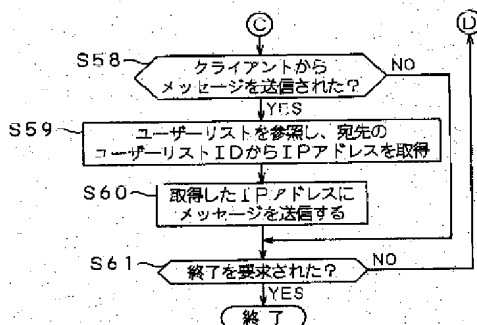 C
D
S58
クライアントから
メッセージを送信された?
NO
YES
S59
ユーザーリストを参照し、宛先の
ユーザーリストIDからIPアドレスを取得
S60
取得したIPアドレスに
メッセージを送信する
S61
終了を要求された?
NO
YES
終了